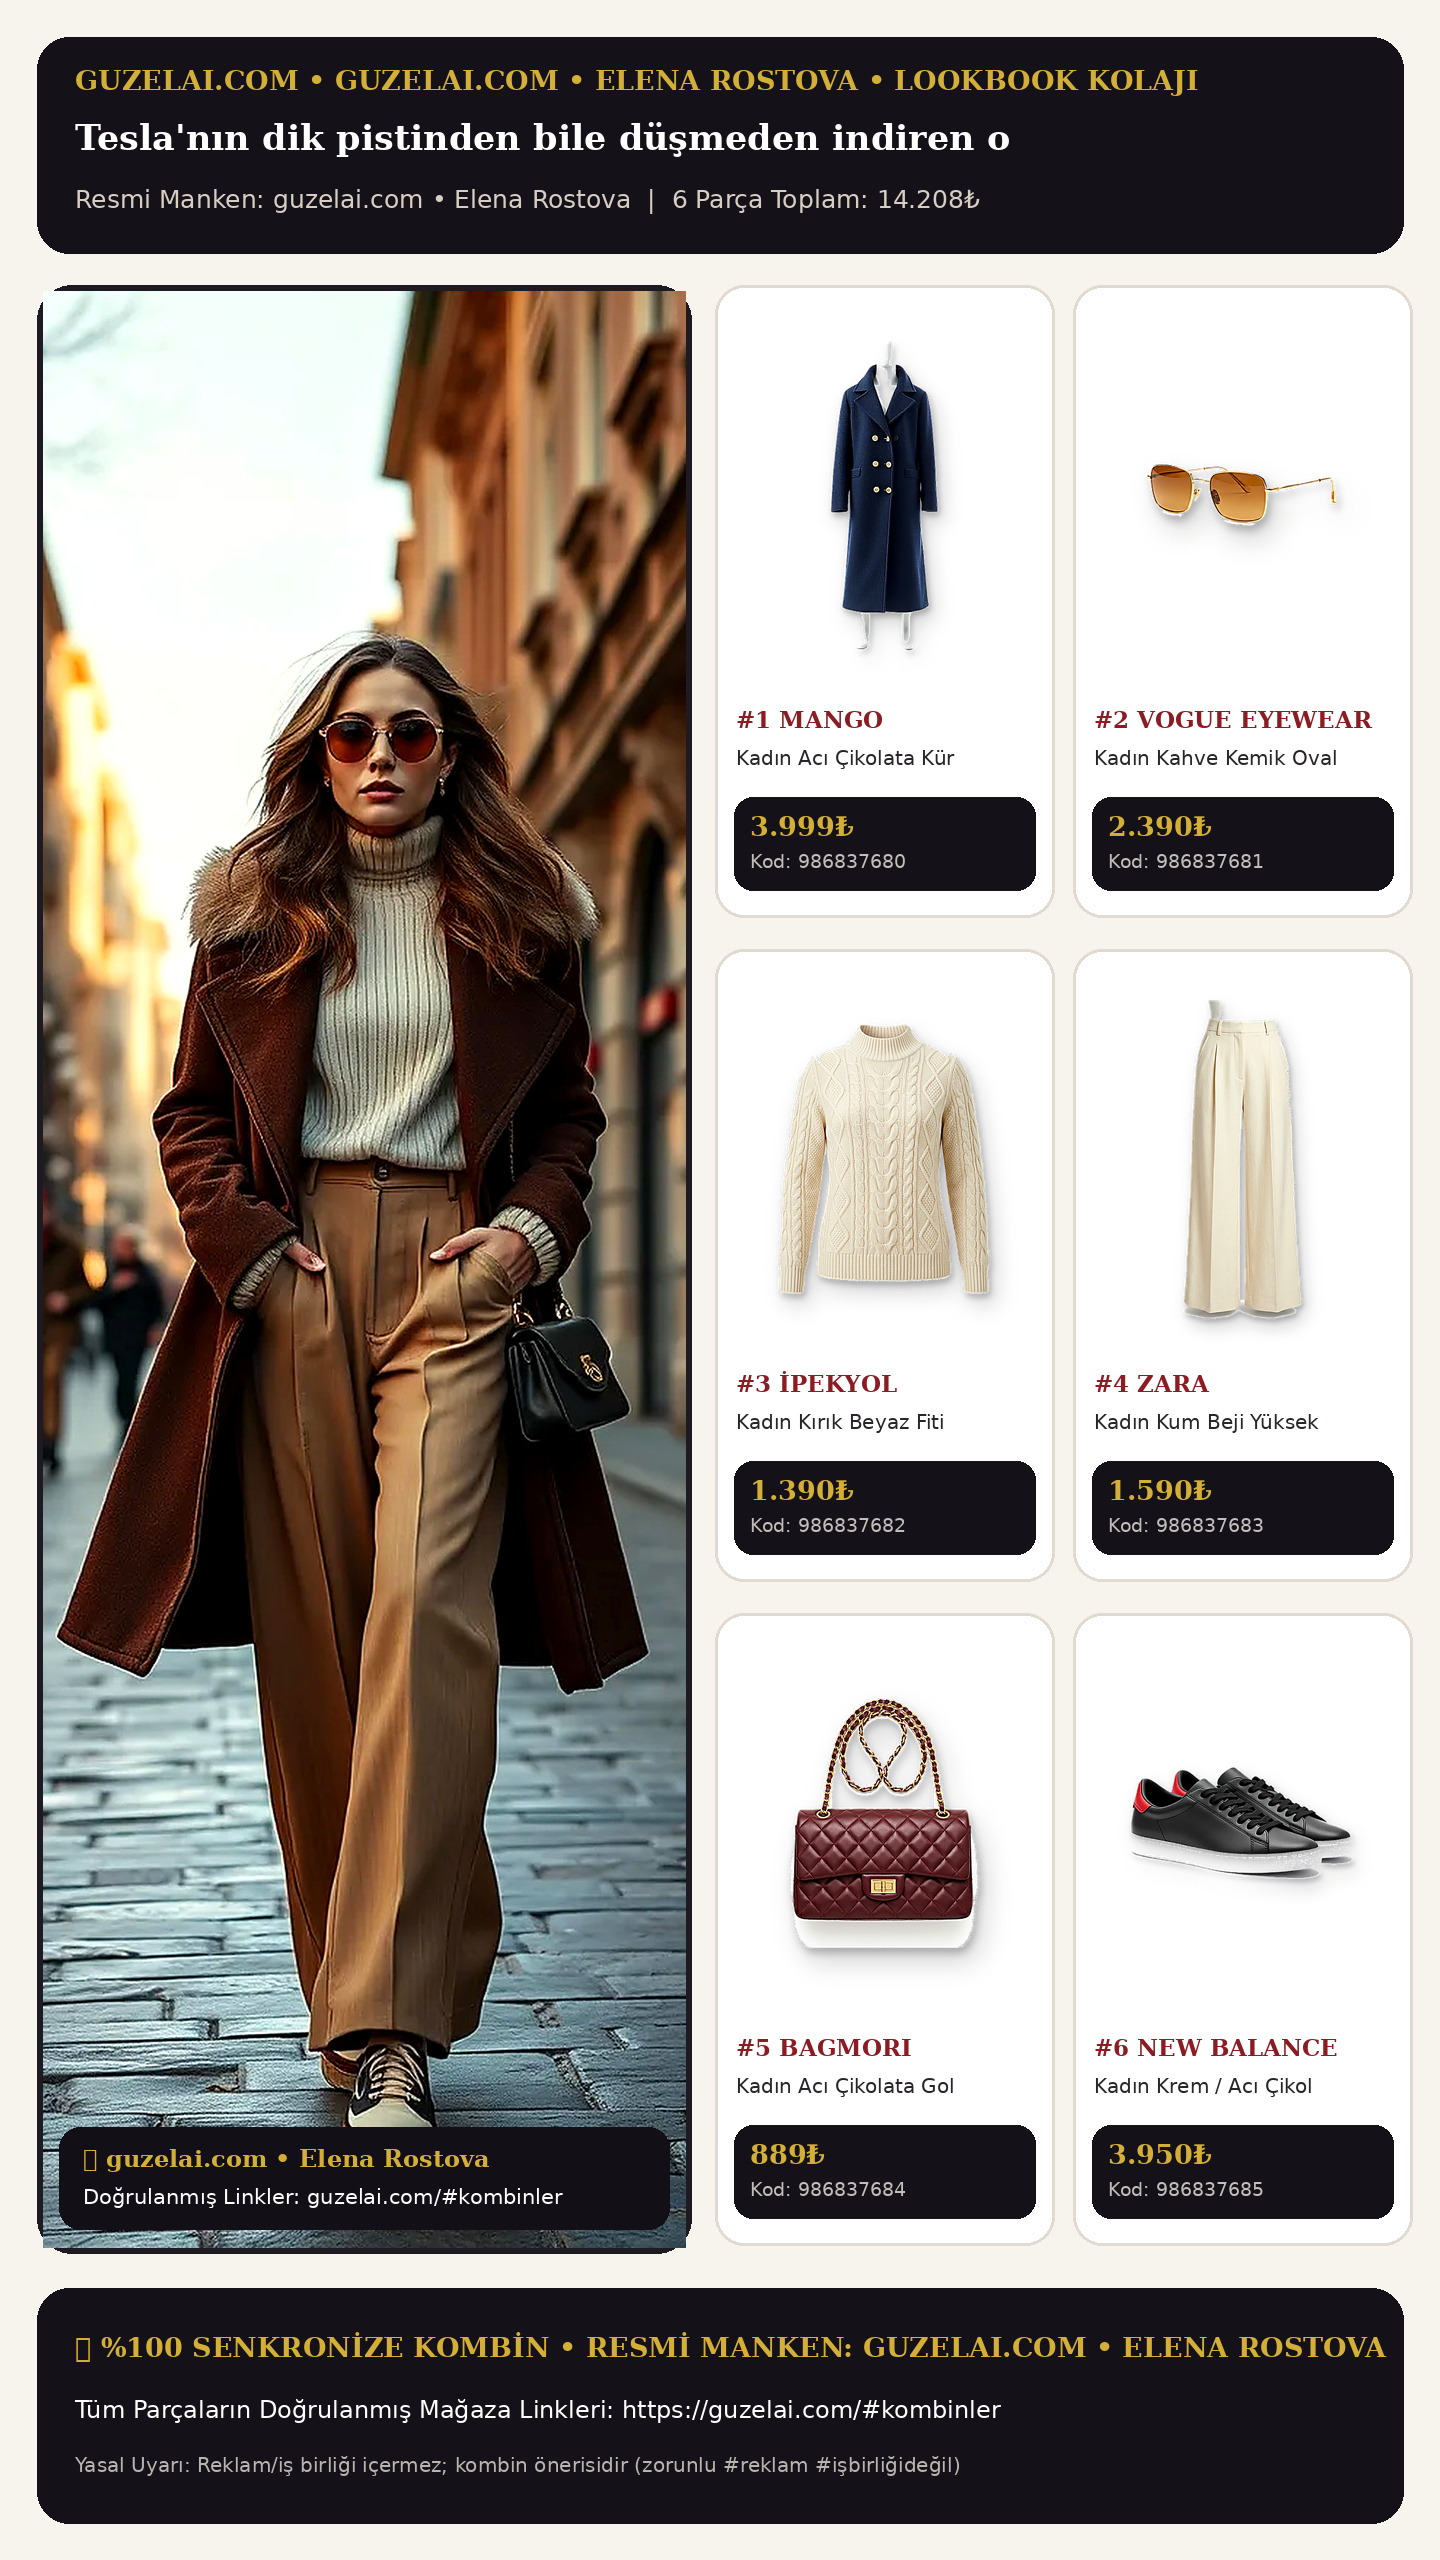 GUZELAI.COM • GUZELAI.COM • ELENA ROSTOVA • LOOKBOOK KOLAJI
Tesla'nın dik pistinden bile düşmeden indiren o
Resmi Manken: guzelai.com • Elena Rostova | 6 Parça Toplam: 14.208₺
#1 MANGO
Kadın Acı Çikolata Kür
3.999₺
Kod: 986837680
#2 VOGUE EYEWEAR
Kadın Kahve Kemik Oval
2.390₺
Kod: 986837681
#3 İPEKYOL
Kadın Kırık Beyaz Fiti
1.390₺
Kod: 986837682
#4 ZARA
Kadın Kum Beji Yüksek
1.590₺
Kod: 986837683
#5 BAGMORI
Kadın Acı Çikolata Gol
889₺
Kod: 986837684
#6 NEW BALANCE
Kadın Krem / Acı Çikol
3.950₺
Kod: 986837685
guzelai.com • Elena Rostova
Doğrulanmış Linkler: guzelai.com/#kombinler
%100 SENKRONİZE KOMBİN • RESMİ MANKEN: GUZELAI.COM • ELENA ROSTOVA
Tüm Parçaların Doğrulanmış Mağaza Linkleri: https://guzelai.com/#kombinler
Yasal Uyarı: Reklam/iş birliği içermez; kombin önerisidir (zorunlu #reklam #işbirliğideğil)